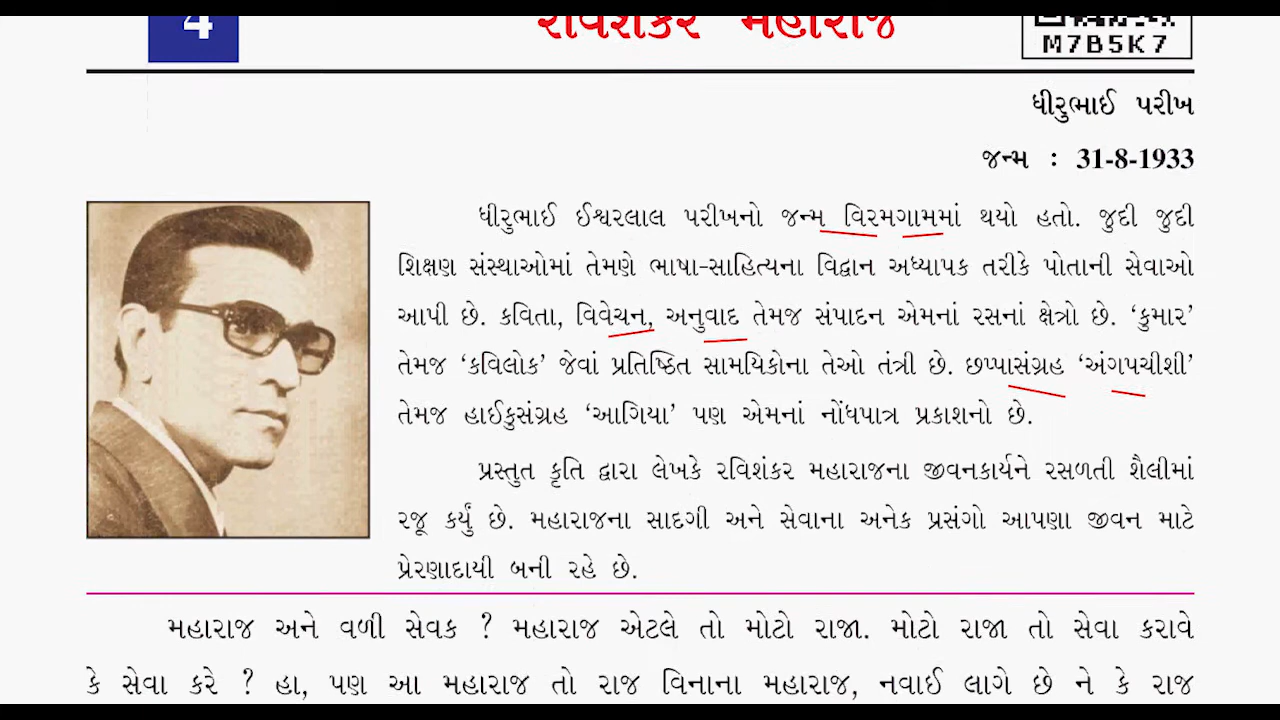 4
રવિશંકર મહારાજ
M7B5K7
ધીરુભાઈ પરીખ
જન્મ : 31-8-1933
ધીરુભાઈ ઈશ્વરલાલ પરીખનો જન્મ વિરમગામમાં થયો હતો. જુદી જુદી
શિક્ષણ સંસ્થાઓમાં તેમણે ભાષા-સાહિત્યના વિદ્વાન અધ્યાપક તરીકે પોતાની સેવાઓ
આપી છે. કવિતા, વિવેચન, અનુવાદ તેમજ સંપાદન એમનાં રસનાં ક્ષેત્રો છે. ‘કુમાર’
તેમજ ‘કવિલોક’ જેવાં પ્રતિષ્ઠિત સામયિકોના તેઓ તંત્રી છે. છપ્પાસંગ્રહ ‘અંગપચીશી’
તેમજ હાઈકુસંગ્રહ ‘આગિયા’ પણ એમનાં નોંધપાત્ર પ્રકાશનો છે.
પ્રસ્તુત કૃતિ દ્વારા લેખકે રવિશંકર મહારાજના જીવનકાર્યને રસળતી શૈલીમાં
રજૂ કર્યું છે. મહારાજના સાદગી અને સેવાના અનેક પ્રસંગો આપણા જીવન માટે
પ્રેરણાદાયી બની રહે છે.
મહારાજ અને વળી સેવક ? મહારાજ એટલે તો મોટો રાજા. મોટો રાજા તો સેવા કરાવે
કે સેવા કરે ? હા, પણ આ મહારાજ તો રાજ વિનાના મહારાજ, નવાઈ લાગે છે ને કે રાજ